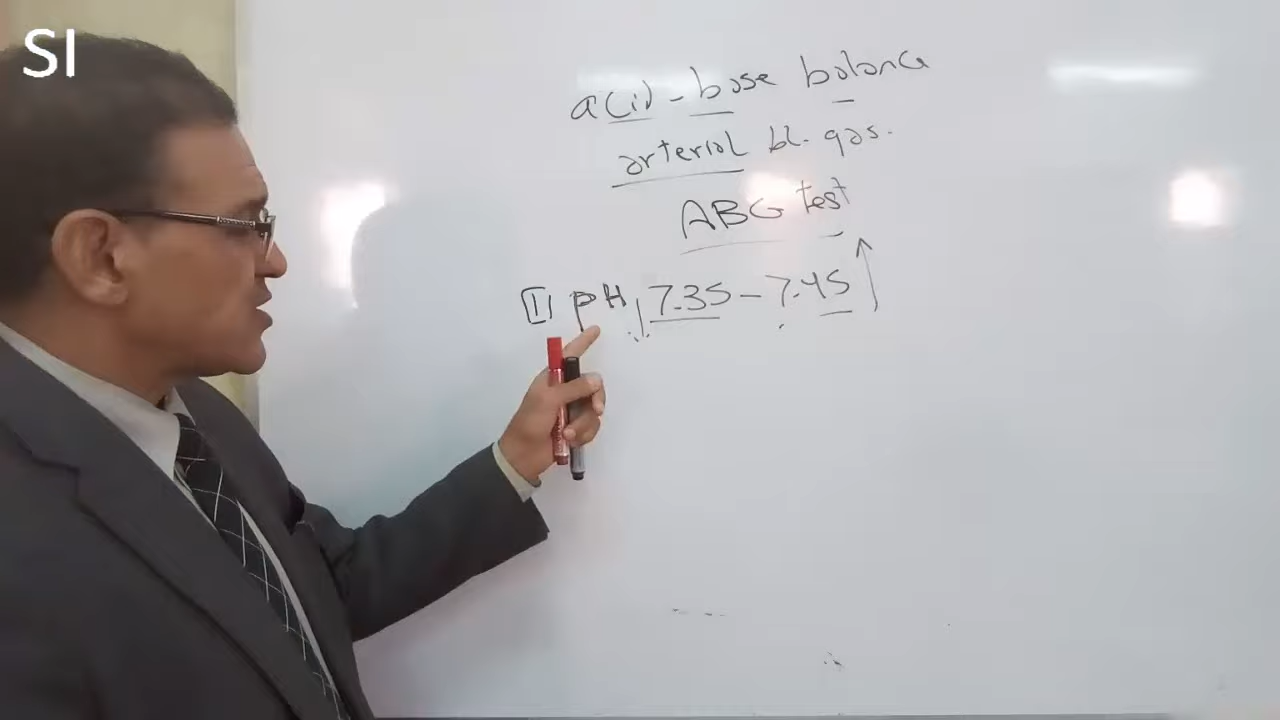 SI
acid - base balance
arterial bl. gas.
ABG test
1 pH ↓ 7.35 - 7.45 ↑